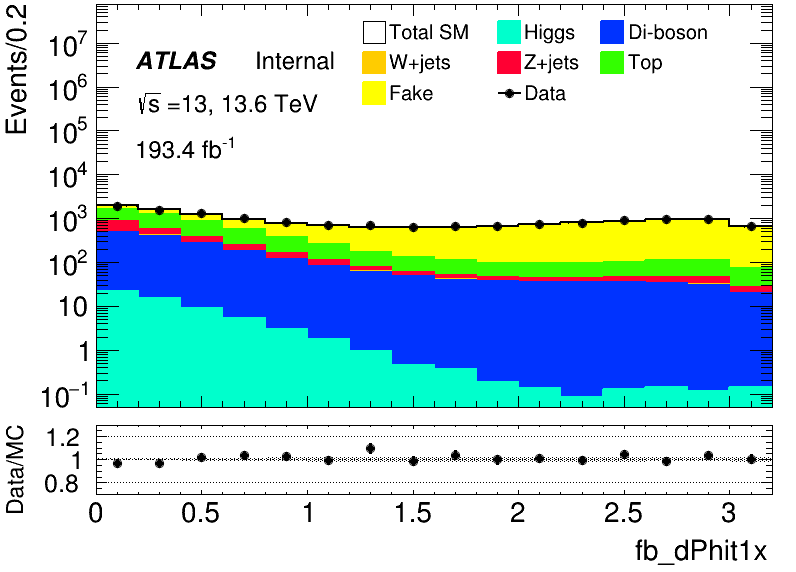 Events/0.2
10⁷
10⁶
10⁵
10⁴
10³
10²
10
1
10⁻¹
ATLAS Internal
√s =13, 13.6 TeV
193.4 fb⁻¹
Total SM Higgs Di-boson
W+jets Z+jets Top
Fake Data
Data/MC
1.2
1
0.8
0 0.5 1 1.5 2 2.5 3
fb_dPhit1x